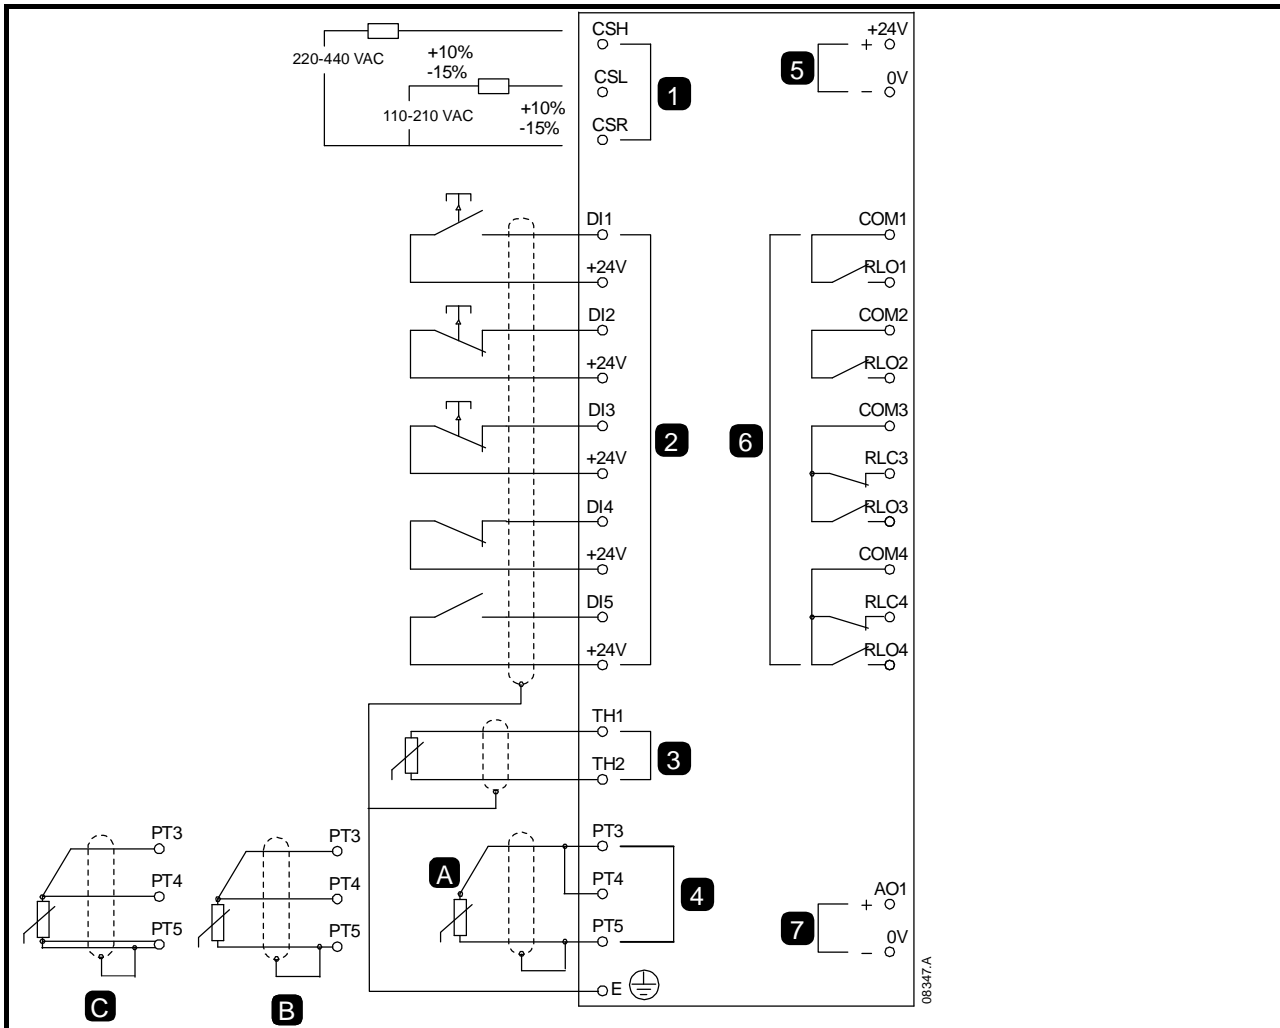 CSH
220-440 VAC
+10%
-15%
CSL
110-210 VAC
+10%
-15%
CSR
1
+24V
+
5
0V
–
DI1
+24V
DI2
+24V
DI3
+24V
2
DI4
+24V
DI5
+24V
COM1
RLO1
COM2
RLO2
COM3
6
RLC3
RLO3
COM4
RLC4
RLO4
TH1
TH2
3
PT3
PT4
PT5
C
PT3
PT4
PT5
B
A
PT3
PT4
PT5
4
E
AO1
+
7
0V
–
08347.A